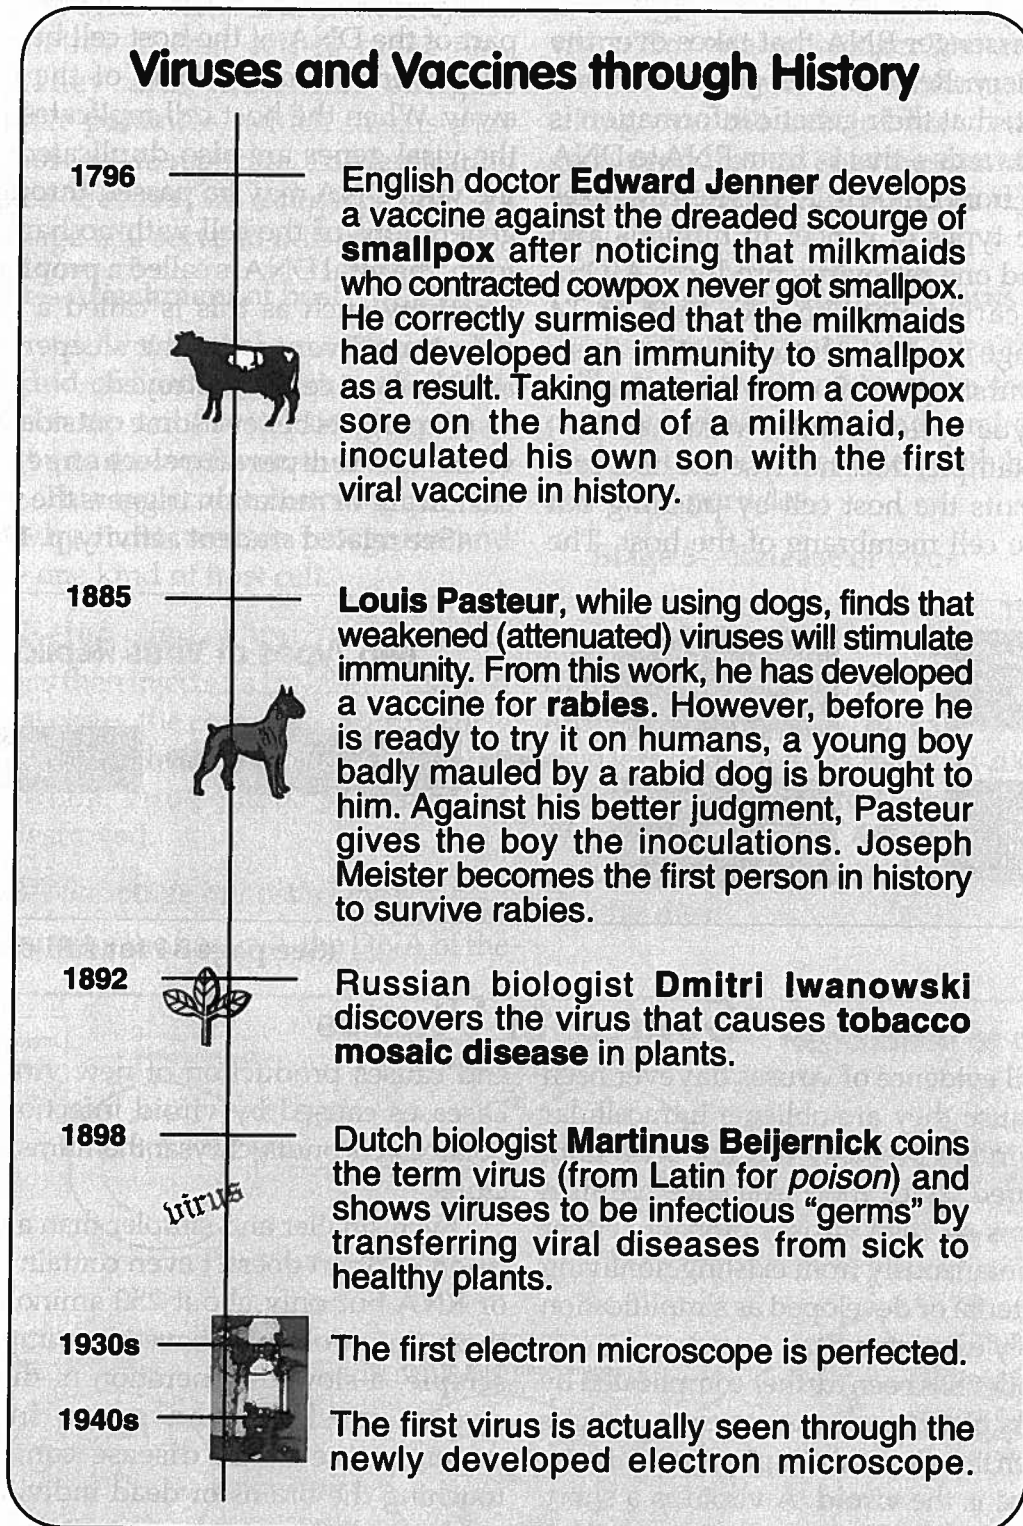 Viruses and Vaccines through History
1796
English doctor Edward Jenner develops
a vaccine against the dreaded scourge of
smallpox after noticing that milkmaids
who contracted cowpox never got smallpox.
He correctly surmised that the milkmaids
had developed an immunity to smallpox
as a result. Taking material from a cowpox
sore on the hand of a milkmaid, he
inoculated his own son with the first
viral vaccine in history.
1885
Louis Pasteur, while using dogs, finds that
weakened (attenuated) viruses will stimulate
immunity. From this work, he has developed
a vaccine for rabies. However, before he
is ready to try it on humans, a young boy
badly mauled by a rabid dog is brought to
him. Against his better judgment, Pasteur
gives the boy the inoculations. Joseph
Meister becomes the first person in history
to survive rabies.
1892
Russian biologist Dmitri Iwanowski
discovers the virus that causes tobacco
mosaic disease in plants.
1898
Dutch biologist Martinus Beijernick coins
the term virus (from Latin for poison) and
shows viruses to be infectious “germs” by
transferring viral diseases from sick to
healthy plants.
virus
1930s
The first electron microscope is perfected.
1940s
The first virus is actually seen through the
newly developed electron microscope.